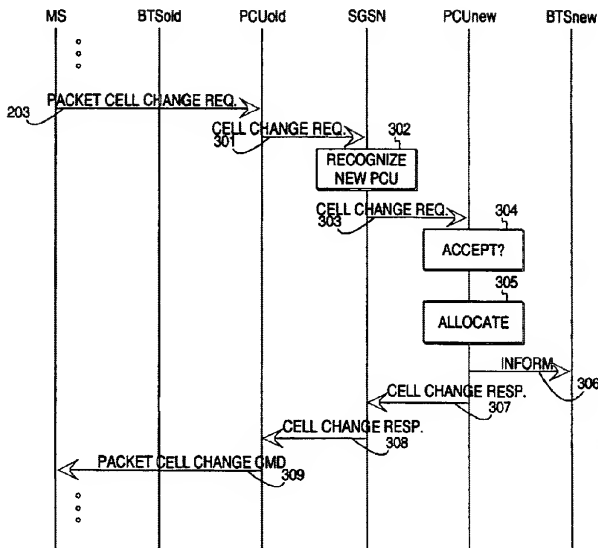 MS BTSold PCUold SGSN PCUnew BTSnew
PACKET CELL CHANGE REQ.
203
CELL CHANGE REQ.
301
302
RECOGNIZE
NEW PCU
CELL CHANGE REQ.
303
304
ACCEPT?
305
ALLOCATE
INFORM
306
CELL CHANGE RESP.
307
CELL CHANGE RESP.
308
PACKET CELL CHANGE CMD
309